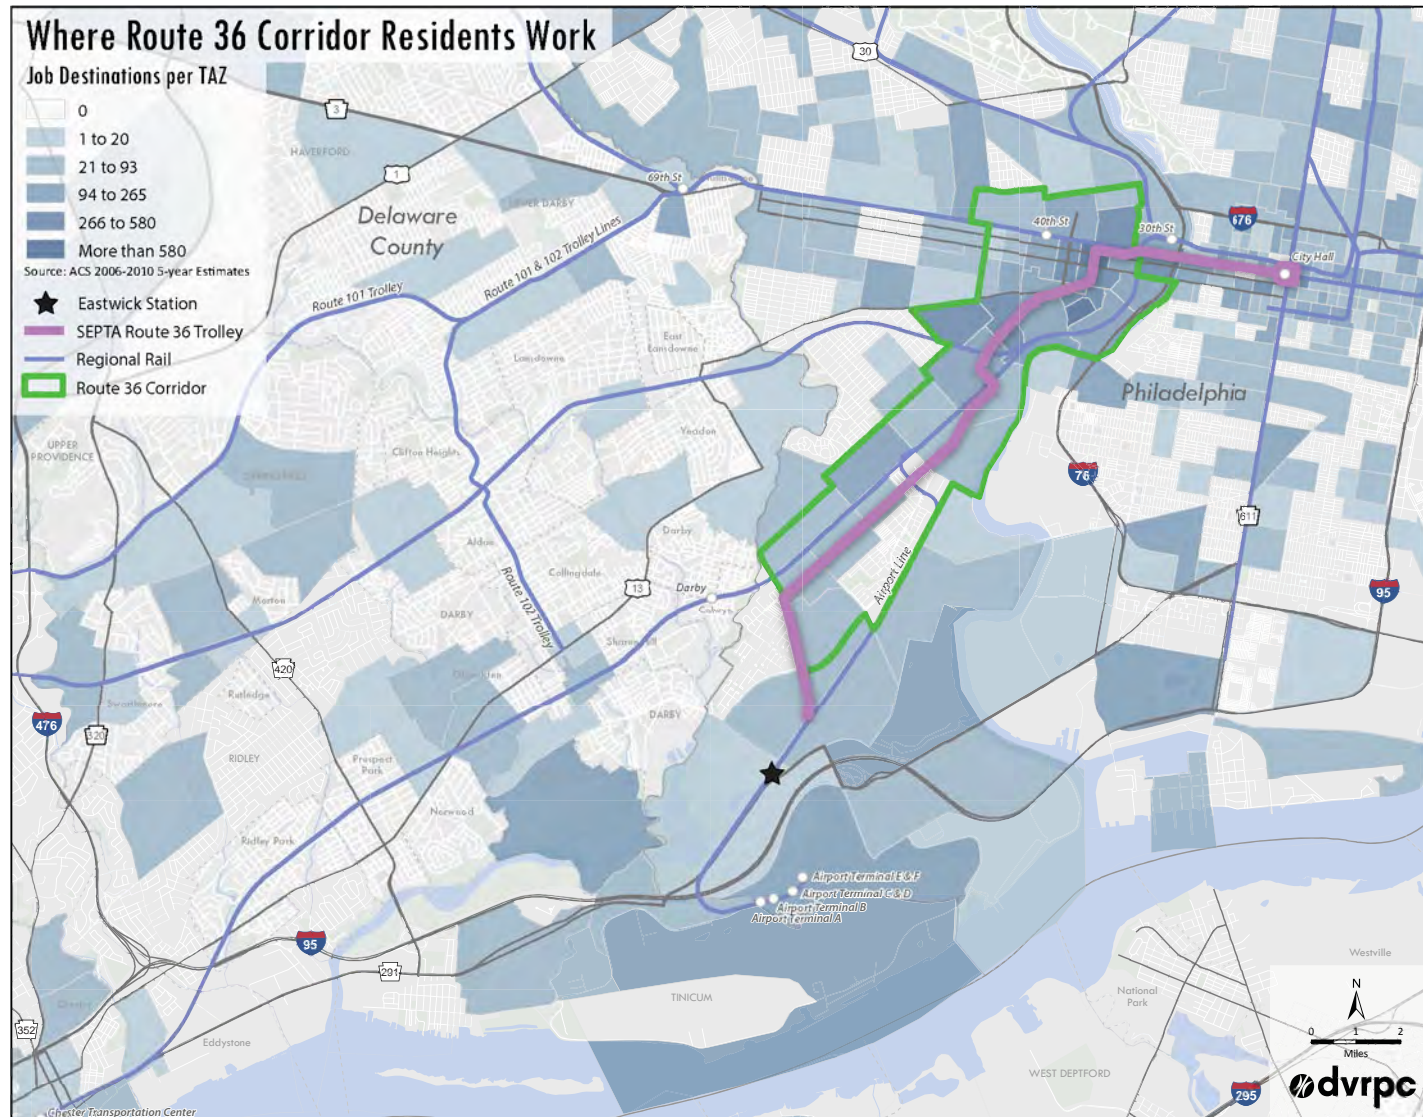 Where Route 36 Corridor Residents Work
Job Destinations per TAZ
0
1 to 20
21 to 93
94 to 265
266 to 580
More than 580
Source: ACS 2006-2010 5-year Estimates
Eastwick Station
SEPTA Route 36 Trolley
Regional Rail
Route 36 Corridor
30
3
1
HAVERFORD
69th St
UPPER DARBY
Delaware
County
Route 101 & 102 Trolley Lines
Route 101 Trolley
40th St
30th St
676
City Hall
East
Lansdowne
Lansdowne
Philadelphia
Yeadon
UPPER
PROVIDENCE
Clifton Heights
SPRINGFIELD
76
611
Darby
Aldan
Collingdale
Route 102 Trolley
13
Darby
Colwyn
Airport Line
95
Morton
DARBY
Sharon Hill
420
Glenolden
Rutledge
Swarthmore
DARBY
476
320
RIDLEY
Prospect
Park
Norwood
Ridley Park
Airport Terminal E & F
Airport Terminal C & D
Airport Terminal B
Airport Terminal A
95
291
TINICUM
Westville
National
Park
Chester
352
Eddystone
WEST DEPTFORD
295
Chester Transportation Center
N
0 1 2
Miles
dvrpc